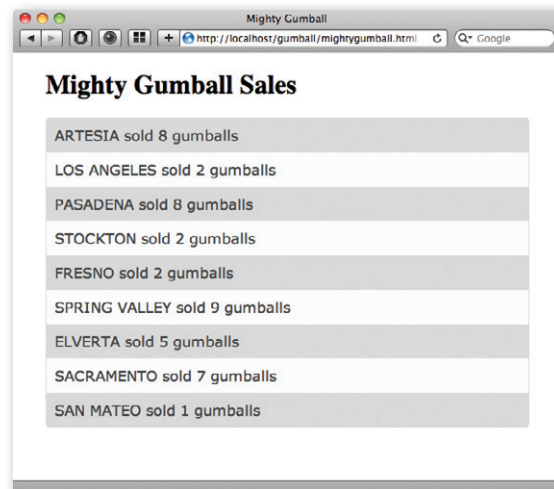 Mighty Gumball
http://localhost/gumball/mightygumball.html
Google
Mighty Gumball Sales
ARTESIA sold 8 gumballs
LOS ANGELES sold 2 gumballs
PASADENA sold 8 gumballs
STOCKTON sold 2 gumballs
FRESNO sold 2 gumballs
SPRING VALLEY sold 9 gumballs
ELVERTA sold 5 gumballs
SACRAMENTO sold 7 gumballs
SAN MATEO sold 1 gumballs